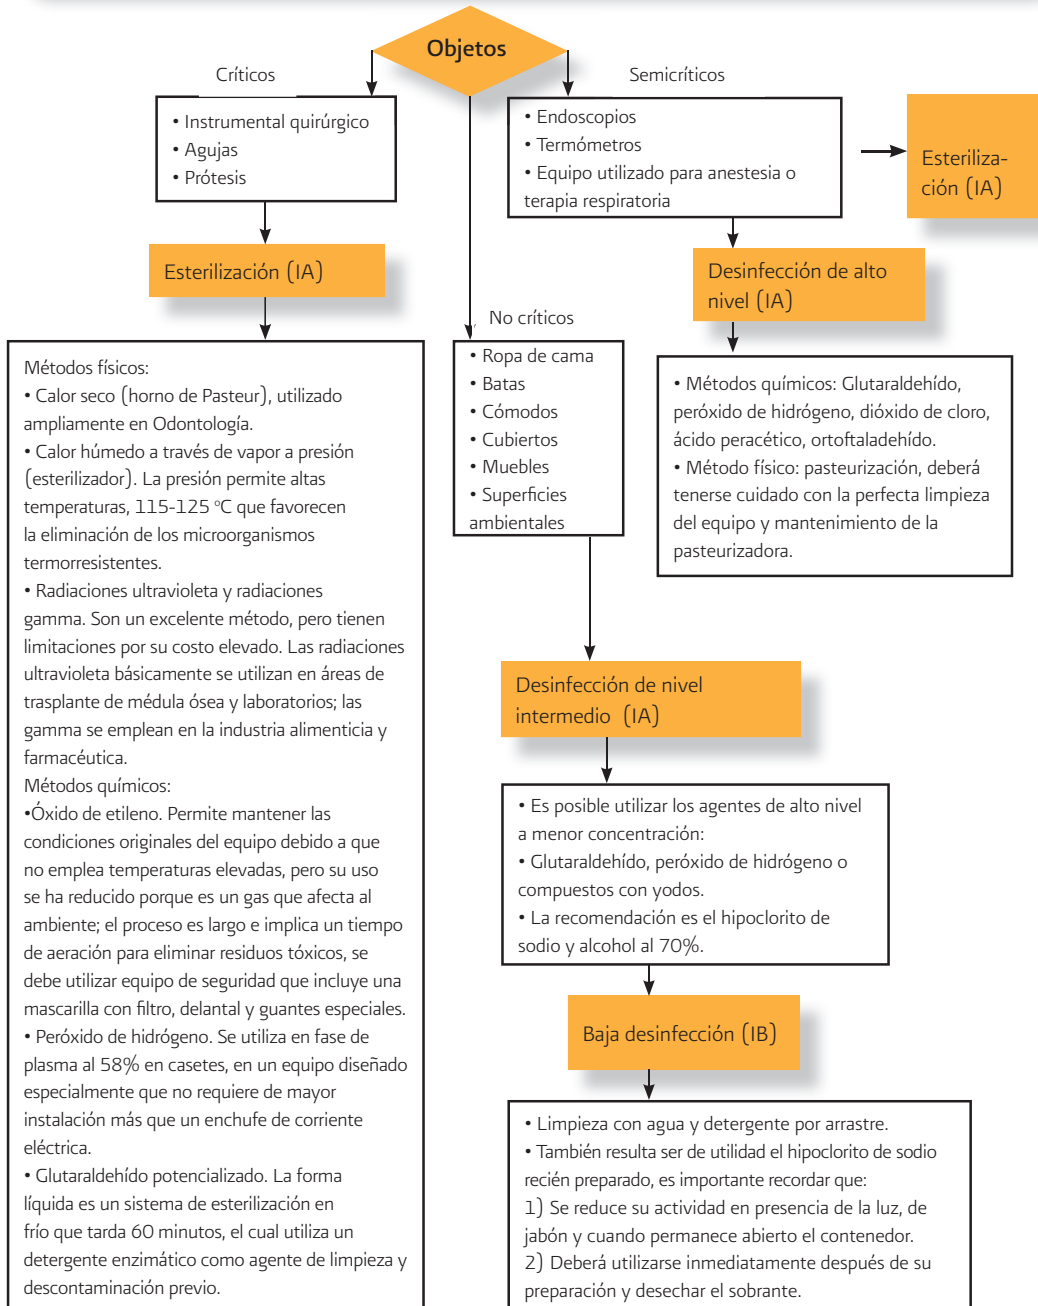 Objetos
Críticos
• Instrumental quirúrgico
• Agujas
• Prótesis
Esterilización (IA)
Métodos físicos:
• Calor seco (horno de Pasteur), utilizado
ampliamente en Odontología.
• Calor húmedo a través de vapor a presión
(esterilizador). La presión permite altas
temperaturas, 115-125 °C que favorecen
la eliminación de los microorganismos
termorresistentes.
• Radiaciones ultravioleta y radiaciones
gamma. Son un excelente método, pero tienen
limitaciones por su costo elevado. Las radiaciones
ultravioleta básicamente se utilizan en áreas de
trasplante de médula ósea y laboratorios; las
gamma se emplean en la industria alimenticia y
farmacéutica.
Métodos químicos:
•Óxido de etileno. Permite mantener las
condiciones originales del equipo debido a que
no emplea temperaturas elevadas, pero su uso
se ha reducido porque es un gas que afecta al
ambiente; el proceso es largo e implica un tiempo
de aeración para eliminar residuos tóxicos, se
debe utilizar equipo de seguridad que incluye una
mascarilla con filtro, delantal y guantes especiales.
• Peróxido de hidrógeno. Se utiliza en fase de
plasma al 58% en casetes, en un equipo diseñado
especialmente que no requiere de mayor
instalación más que un enchufe de corriente
eléctrica.
• Glutaraldehído potencializado. La forma
líquida es un sistema de esterilización en
frío que tarda 60 minutos, el cual utiliza un
detergente enzimático como agente de limpieza y
descontaminación previo.
Semicríticos
• Endoscopios
• Termómetros
• Equipo utilizado para anestesia o
terapia respiratoria
Esteriliza-
ción (IA)
Desinfección de alto
nivel (IA)
• Métodos químicos: Glutaraldehído,
peróxido de hidrógeno, dióxido de cloro,
ácido peracético, ortoftaladehído.
• Método físico: pasteurización, deberá
tenerse cuidado con la perfecta limpieza
del equipo y mantenimiento de la
pasteurizadora.
No críticos
• Ropa de cama
• Batas
• Cómodos
• Cubiertos
• Muebles
• Superficies
ambientales
Desinfección de nivel
intermedio (IA)
• Es posible utilizar los agentes de alto nivel
a menor concentración:
• Glutaraldehído, peróxido de hidrógeno o
compuestos con yodos.
• La recomendación es el hipoclorito de
sodio y alcohol al 70%.
Baja desinfección (IB)
• Limpieza con agua y detergente por arrastre.
• También resulta ser de utilidad el hipoclorito de sodio
recién preparado, es importante recordar que:
1) Se reduce su actividad en presencia de la luz, de
jabón y cuando permanece abierto el contenedor.
2) Deberá utilizarse inmediatamente después de su
preparación y desechar el sobrante.